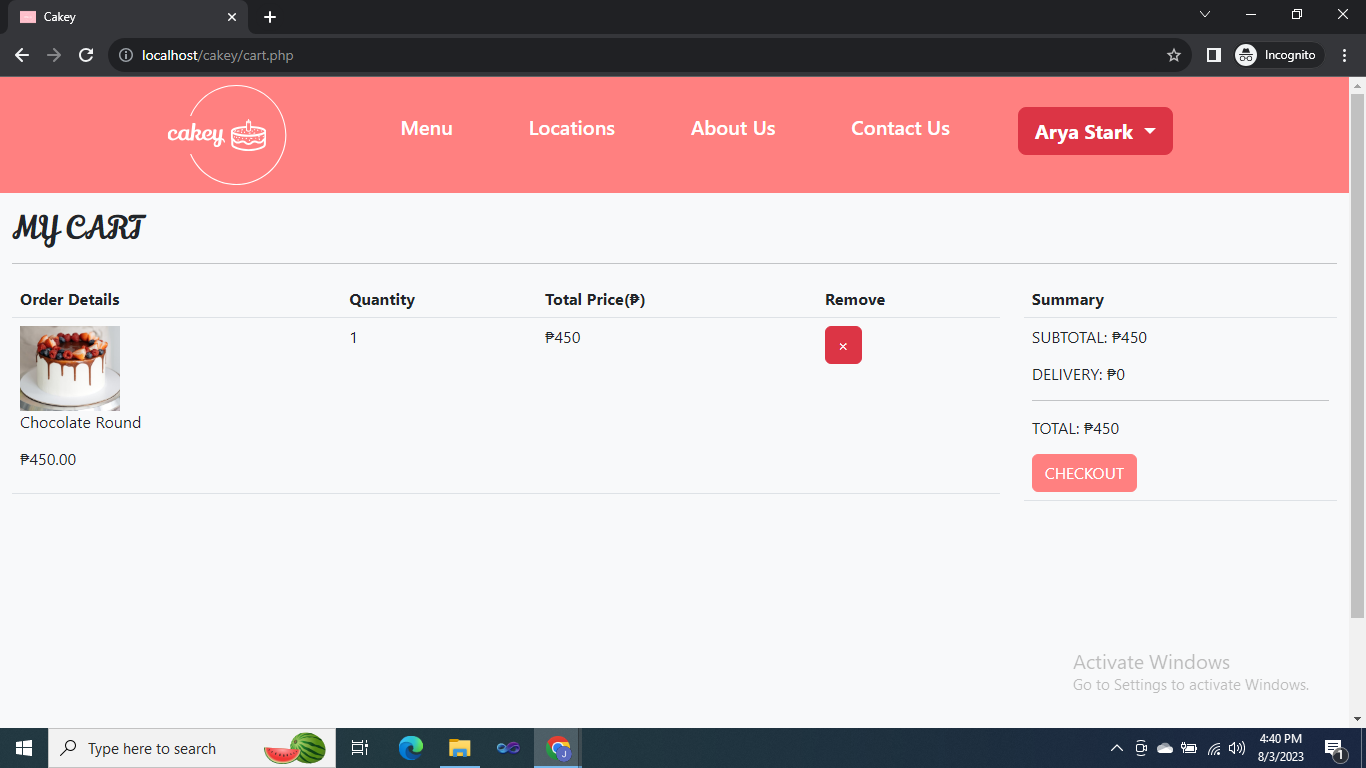 Cakey
localhost/cakey/cart.php
Incognito
cakey
Menu
Locations
About Us
Contact Us
Arya Stark
MY CART
Order Details Quantity Total Price(₱) Remove
1 ₱450 ×
Chocolate Round
₱450.00
Summary
SUBTOTAL: ₱450
DELIVERY: ₱0
TOTAL: ₱450
CHECKOUT
Activate Windows
Go to Settings to activate Windows.
Type here to search
J
4:40 PM
8/3/2023
1